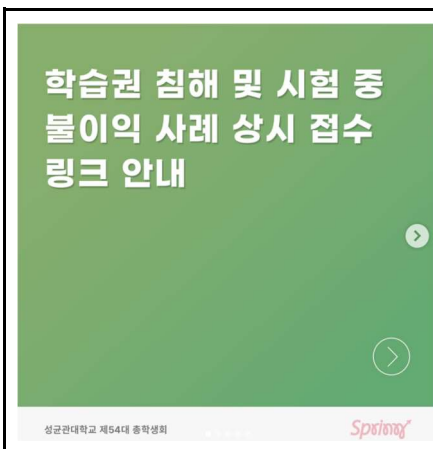 학습권 침해 및 시험 중
불이익 사례 상시 접수
링크 안내
성균관대학교 제54대 총학생회
Spring